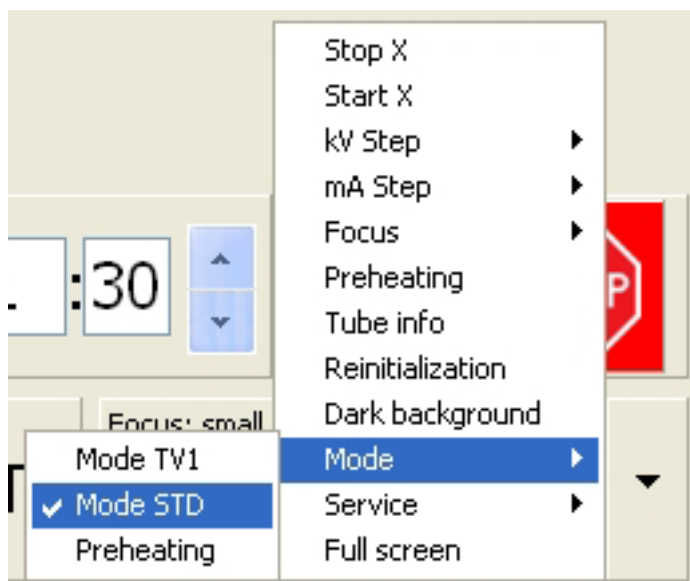 Stop X
Start X
kV Step
mA Step
Focus
Preheating
Tube info
Reinitialization
Dark background
Mode
Service
Full screen
:30
P
Focus: small
Mode TV1
Mode STD
Preheating